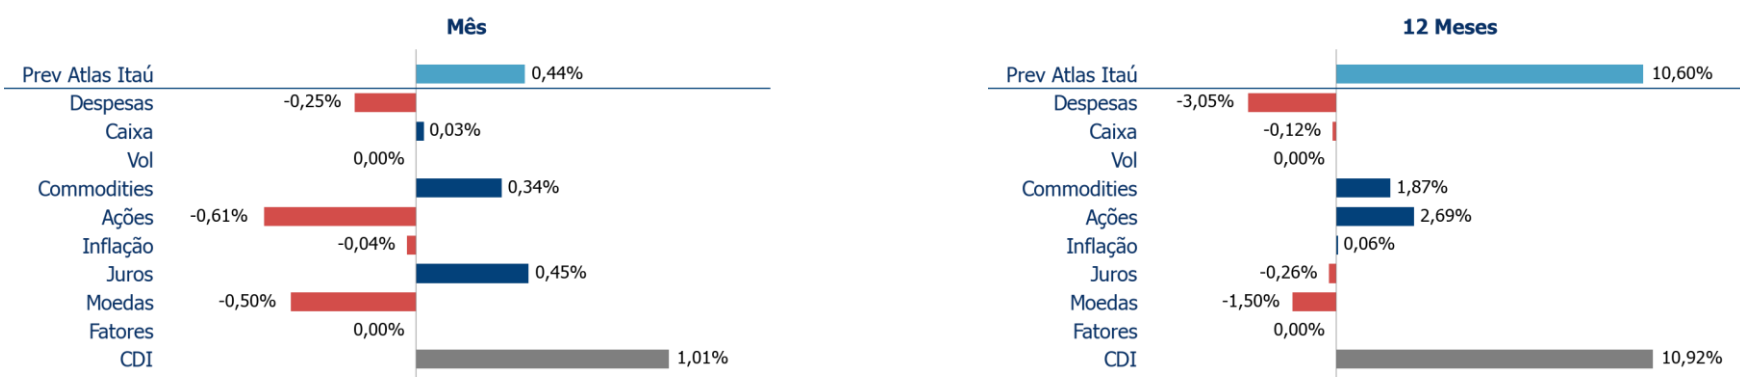 Mês
Prev Atlas Itaú 0,44%
Despesas -0,25%
Caixa 0,03%
Vol 0,00%
Commodities 0,34%
Ações -0,61%
Inflação -0,04%
Juros 0,45%
Moedas -0,50%
Fatores 0,00%
CDI 1,01%
12 Meses
Prev Atlas Itaú 10,60%
Despesas -3,05%
Caixa -0,12%
Vol 0,00%
Commodities 1,87%
Ações 2,69%
Inflação 0,06%
Juros -0,26%
Moedas -1,50%
Fatores 0,00%
CDI 10,92%